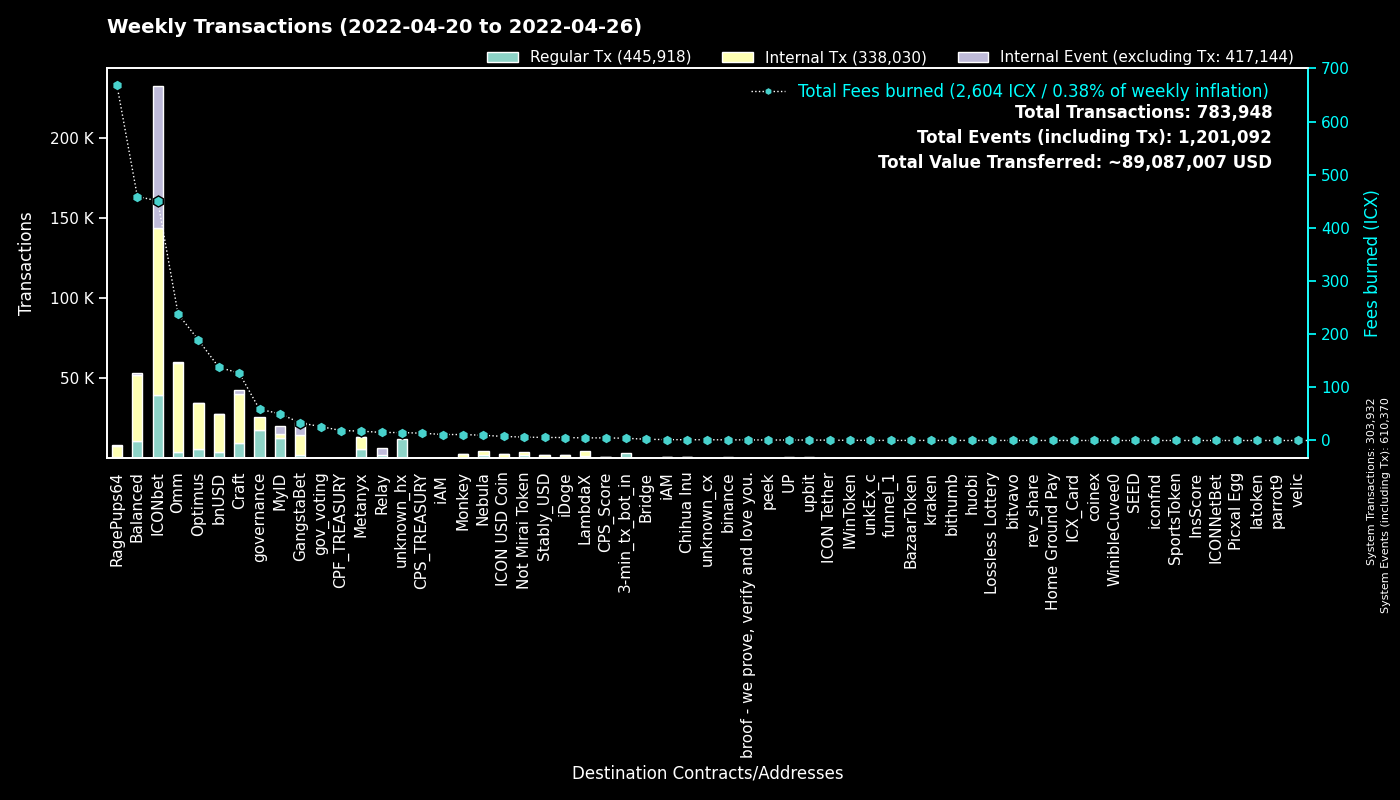 Weekly Transactions (2022-04-20 to 2022-04-26)
Regular Tx (445,918)
Internal Tx (338,030)
Internal Event (excluding Tx: 417,144)
Total Fees burned (2,604 ICX / 0.38% of weekly inflation)
Total Transactions: 783,948
Total Events (including Tx): 1,201,092
Total Value Transferred: ~89,087,007 USD
Transactions
200 K
150 K
100 K
50 K
700
600
500
400
300
200
100
0
Fees burned (ICX)
System Transactions: 303,932
System Events (including Tx): 610,370
RagePups64
Balanced
ICONbet
Omm
Optimus
bnUSD
Craft
governance
MyID
GangstaBet
gov_voting
CPF_TREASURY
Metanyx
Relay
unknown_hx
CPS_TREASURY
iAM
Monkey
Nebula
ICON USD Coin
Not Mirai Token
Stably_USD
iDoge
LambdaX
CPS_Score
3-min_tx_bot_in
Bridge
iAM
Chihua Inu
unknown_cx
binance
broof - we prove, verify and love you.
peek
UP
upbit
ICON Tether
IWinToken
unkEx_c
funnel_1
BazaarToken
kraken
bithumb
huobi
Lossless Lottery
bitvavo
rev_share
Home Ground Pay
ICX_Card
coinex
WinibleCuvee0
SEED
iconfnd
SportsToken
InsScore
ICONNetBet
Picxal Egg
latoken
parrot9
velic
Destination Contracts/Addresses